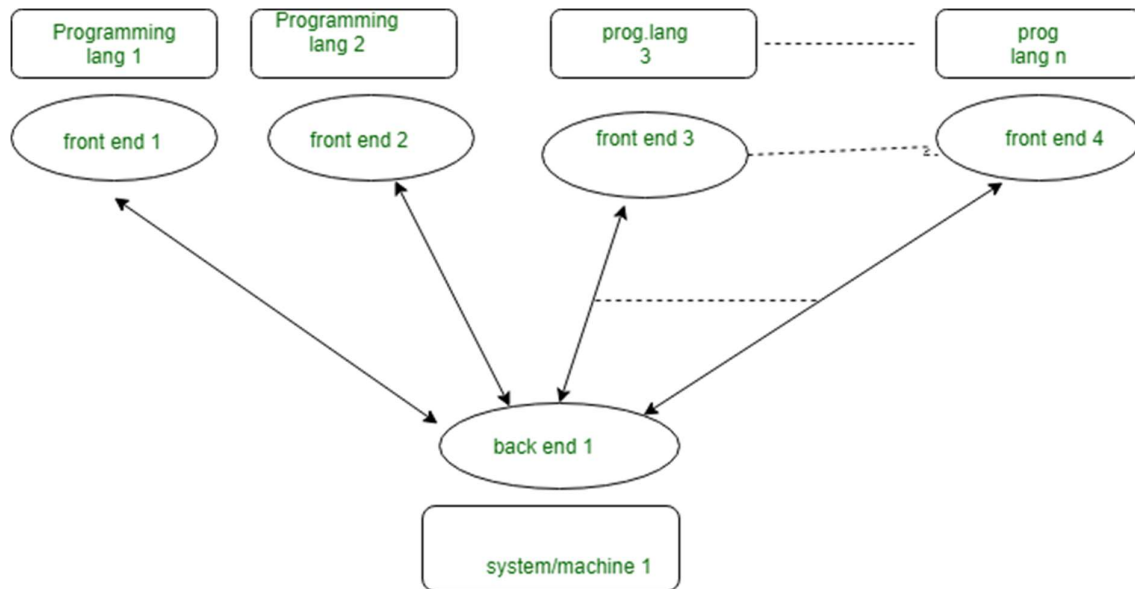 Programming
lang 1
Programming
lang 2
prog.lang
3
prog
lang n
front end 1
front end 2
front end 3
front end 4
back end 1
system/machine 1